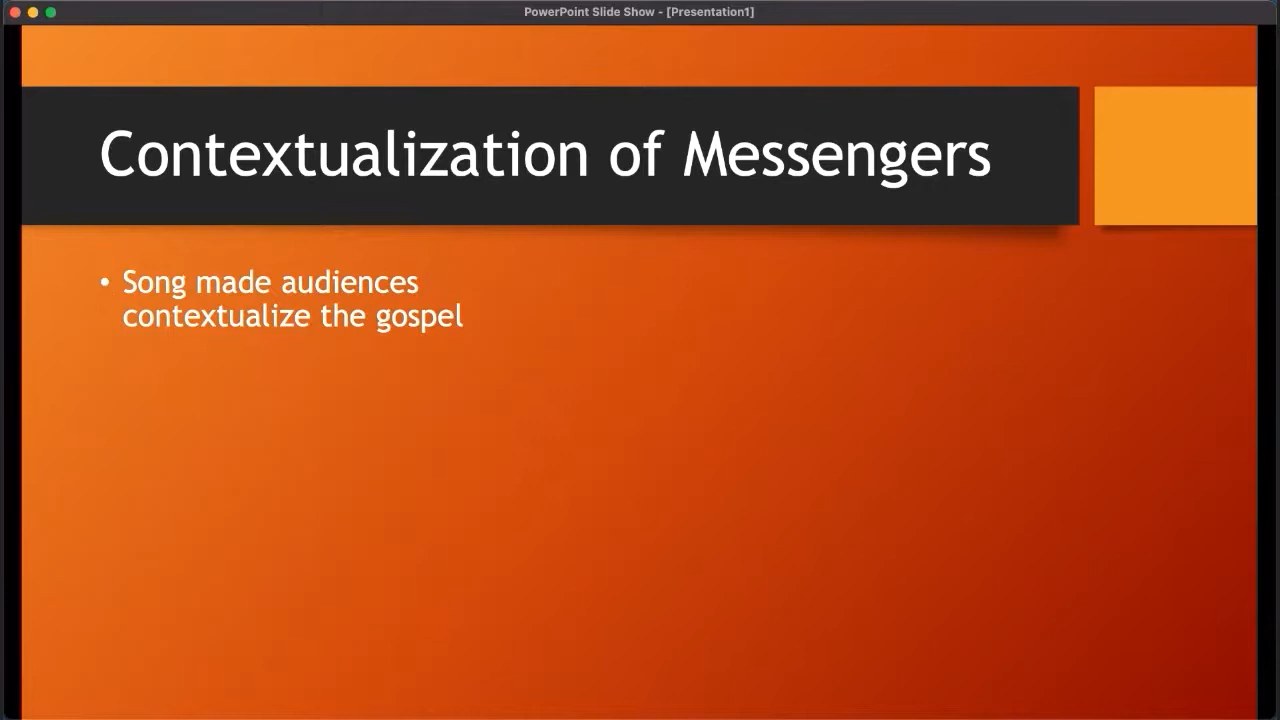 PowerPoint Slide Show - [Presentation1]
Contextualization of Messengers
• Song made audiences
contextualize the gospel